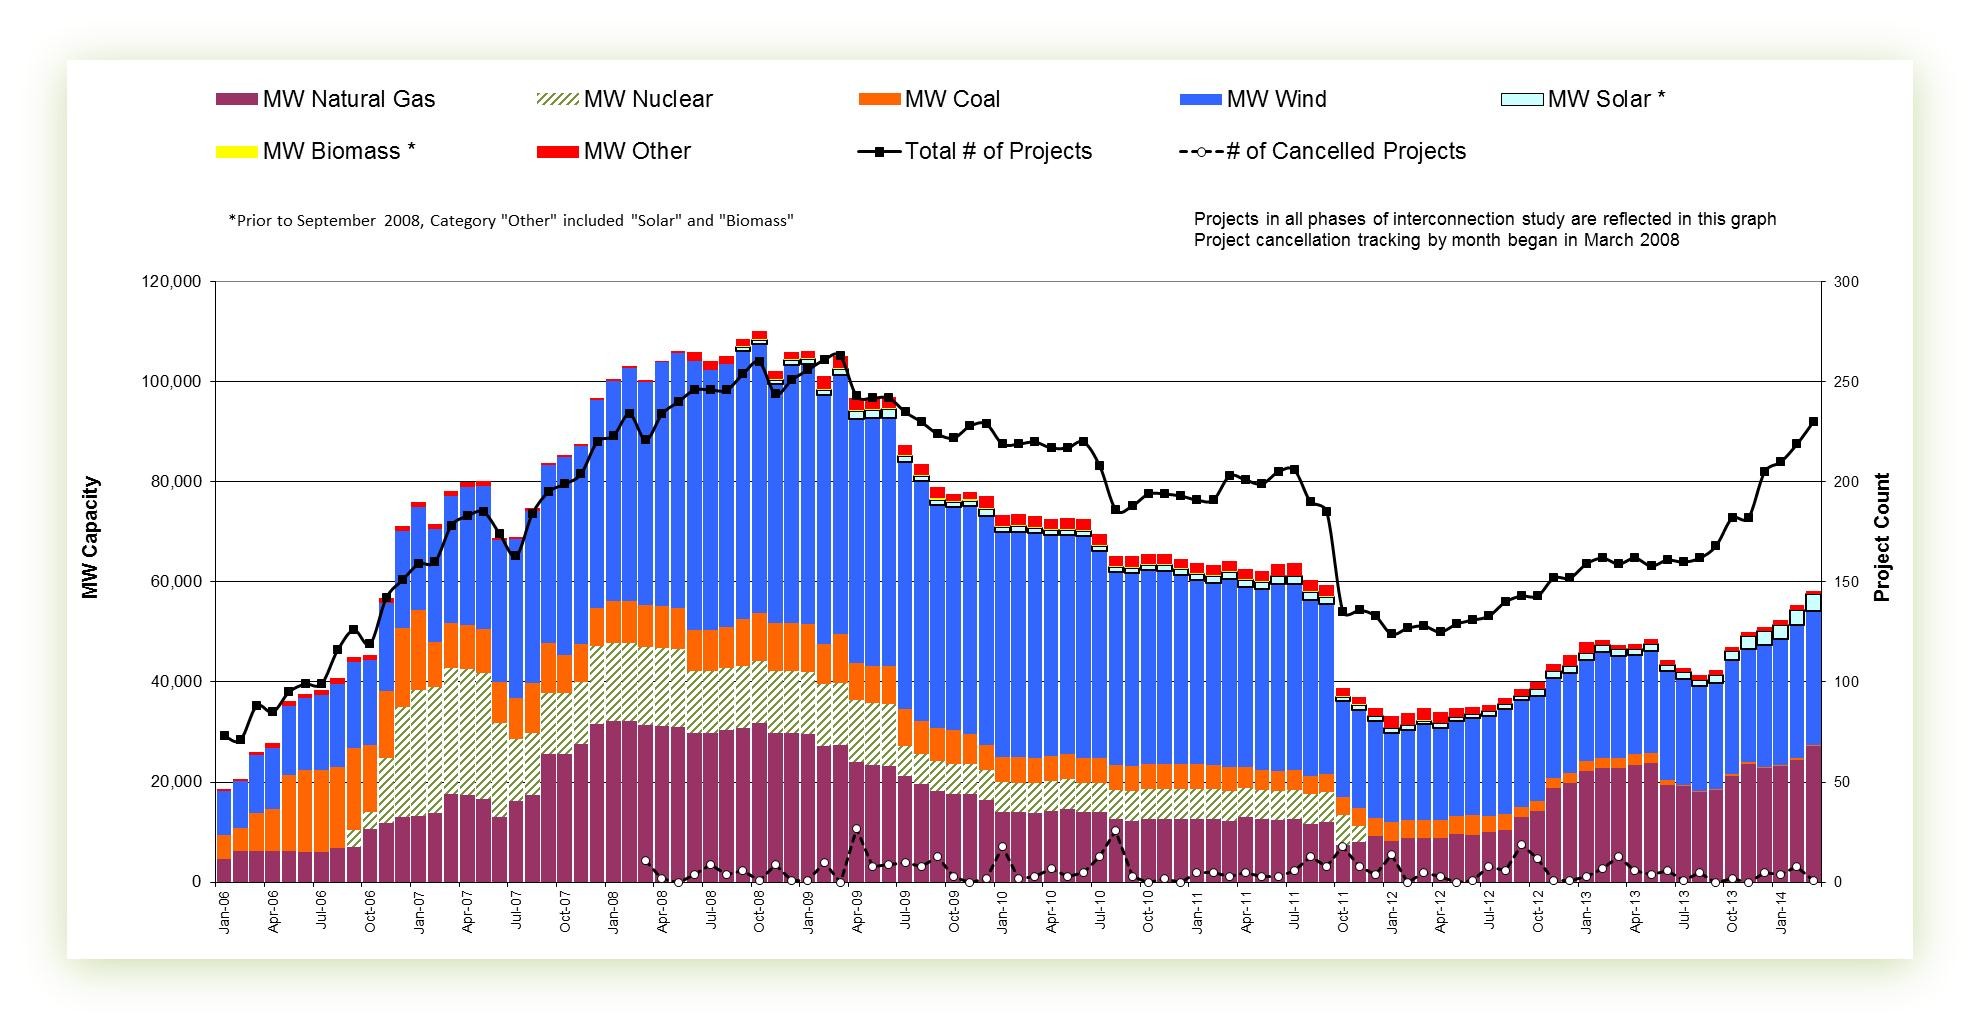 MW Natural Gas MW Nuclear MW Coal MW Wind MW Solar *
MW Biomass * MW Other Total # of Projects # of Cancelled Projects
*Prior to September 2008, Category "Other" included "Solar" and "Biomass"
Projects in all phases of interconnection study are reflected in this graph
Project cancellation tracking by month began in March 2008
MW Capacity
120,000
100,000
80,000
60,000
40,000
20,000
0
300
250
200
150
100
50
0
Project Count
Jan-06 Apr-06 Jul-06 Oct-06 Jan-07 Apr-07 Jul-07 Oct-07 Jan-08 Apr-08 Jul-08 Oct-08 Jan-09 Apr-09 Jul-09 Oct-09 Jan-10 Apr-10 Jul-10 Oct-10 Jan-11 Apr-11 Jul-11 Oct-11 Jan-12 Apr-12 Jul-12 Oct-12 Jan-13 Apr-13 Jul-13 Oct-13 Jan-14